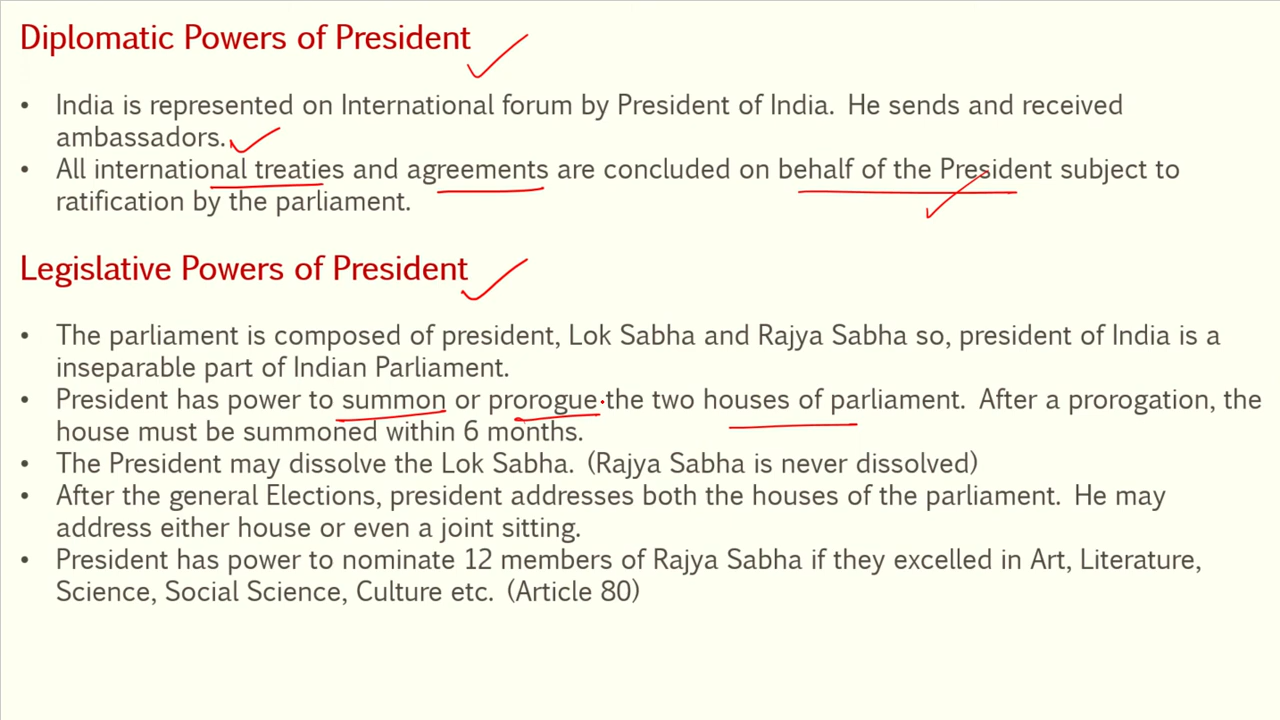 Diplomatic Powers of President
• India is represented on International forum by President of India. He sends and received
ambassadors.
• All international treaties and agreements are concluded on behalf of the President subject to
ratification by the parliament.
Legislative Powers of President
• The parliament is composed of president, Lok Sabha and Rajya Sabha so, president of India is a
inseparable part of Indian Parliament.
• President has power to summon or prorogue the two houses of parliament. After a prorogation, the
house must be summoned within 6 months.
• The President may dissolve the Lok Sabha. (Rajya Sabha is never dissolved)
• After the general Elections, president addresses both the houses of the parliament. He may
address either house or even a joint sitting.
• President has power to nominate 12 members of Rajya Sabha if they excelled in Art, Literature,
Science, Social Science, Culture etc. (Article 80)